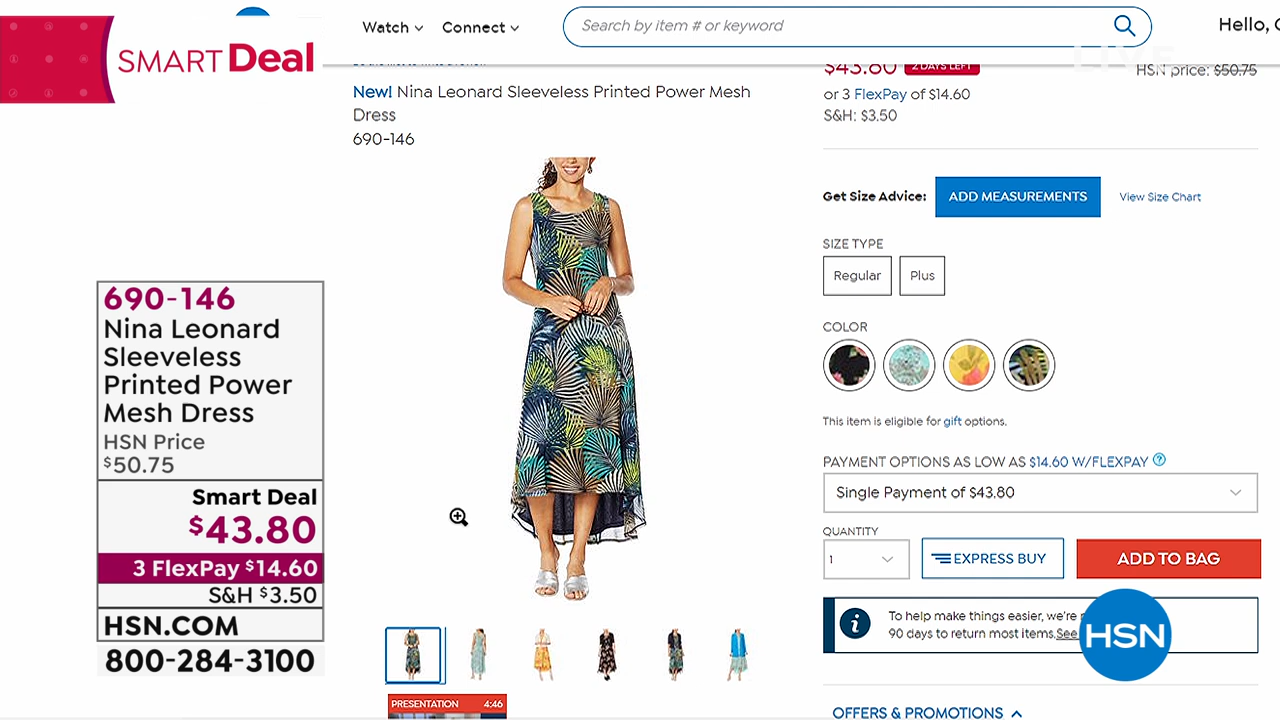 SMART Deal
Watch
Connect
Search by item # or keyword
Hello,
LIVE
$43.80
2 DAYS LEFT
HSN price: $50.75
New! Nina Leonard Sleeveless Printed Power Mesh
Dress
690-146
or 3 FlexPay of $14.60
S&H: $3.50
Get Size Advice:
ADD MEASUREMENTS
View Size Chart
SIZE TYPE
Regular
Plus
COLOR
This item is eligible for gift options.
PAYMENT OPTIONS AS LOW AS $14.60 W/FLEXPAY ?
Single Payment of $43.80
QUANTITY
1
EXPRESS BUY
ADD TO BAG
To help make things easier, we're
90 days to return most items.See
HSN
OFFERS & PROMOTIONS
690-146
Nina Leonard
Sleeveless
Printed Power
Mesh Dress
HSN Price
$50.75
Smart Deal
$43.80
3 FlexPay $14.60
S&H $3.50
HSN.COM
800-284-3100
PRESENTATION 4:46